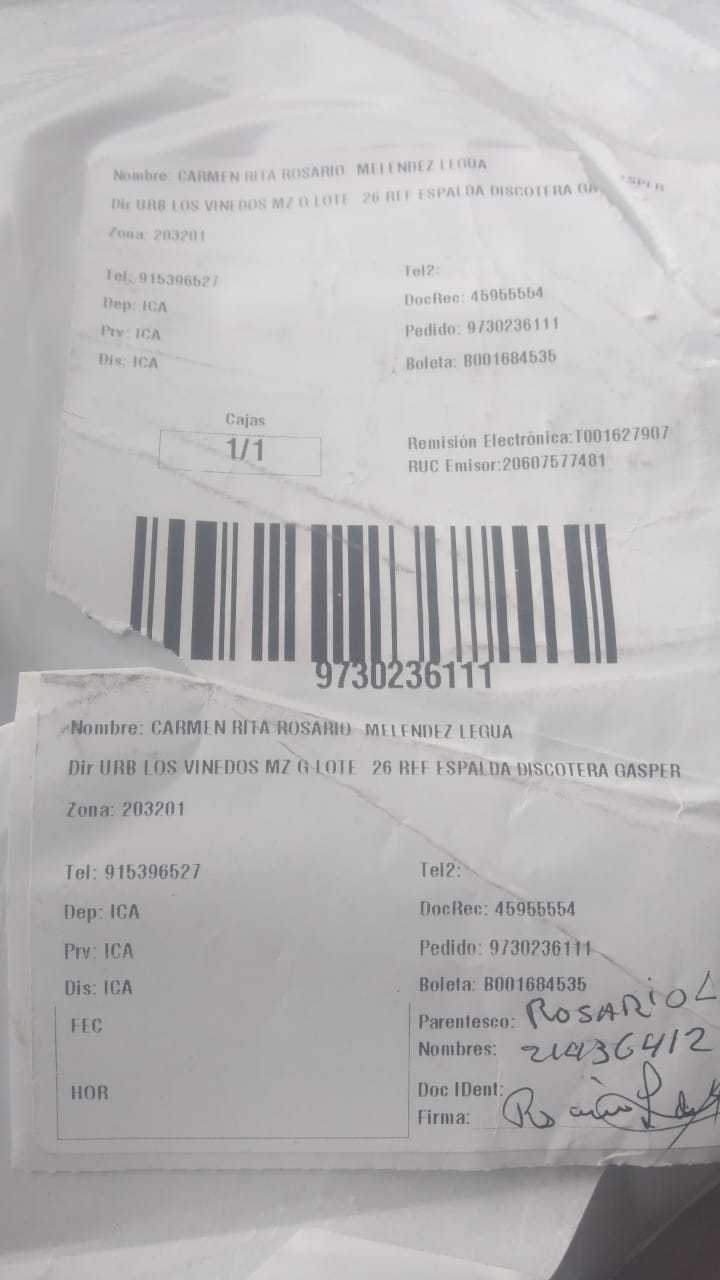 Nombre: CARMEN RITA ROSARIO MELENDEZ LEGUA
Dir URB LOS VINEDOS MZ G LOTE 26 REF ESPALDA DISCOTERA GA SPER
Zona: 203201
Tel: 915396527 Tel2:
Dep: ICA DocRec: 45955554
Prv: ICA Pedido: 9730236111
Dis: ICA Boleta: B001684535
Cajas
1/1
Remisión Electrónica:T001627907
RUC Emisor:20607577481
9730236111
Nombre: CARMEN RITA ROSARIO MELENDEZ LEGUA
Dir URB LOS VINEDOS MZ G LOTE 26 REF ESPALDA DISCOTERA GASPER
Zona: 203201
Tel: 915396527 Tel2:
Dep: ICA DocRec: 45955554
Prv: ICA Pedido: 9730236111
Dis: ICA Boleta: B001684535
FEC Parentesco: ROSARIO L
Nombres: 21436412
HOR Doc IDent:
Firma: